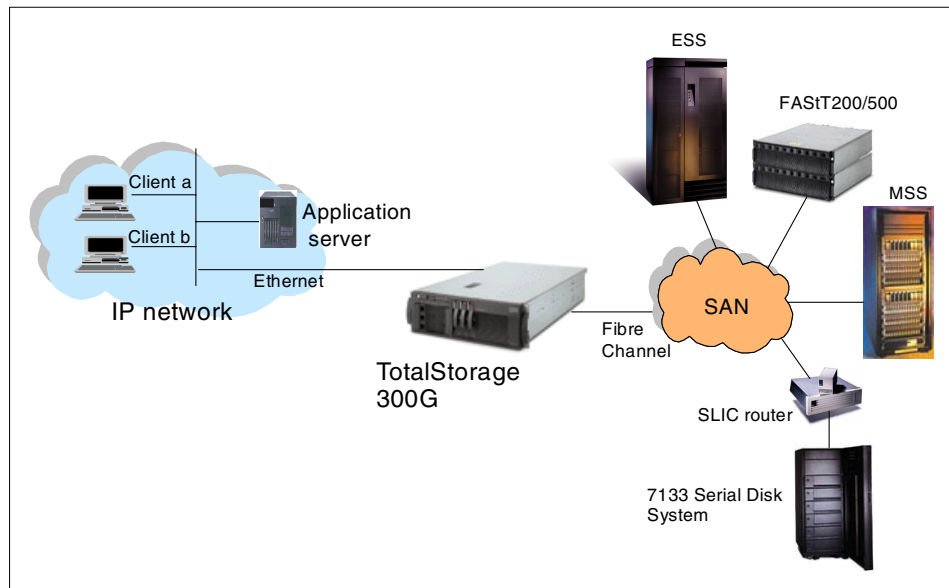 ESS
FAStT200/500
MSS
Client a
Client b
Application
server
Ethernet
IP network
SAN
Fibre
Channel
TotalStorage
300G
SLIC router
7133 Serial Disk
System